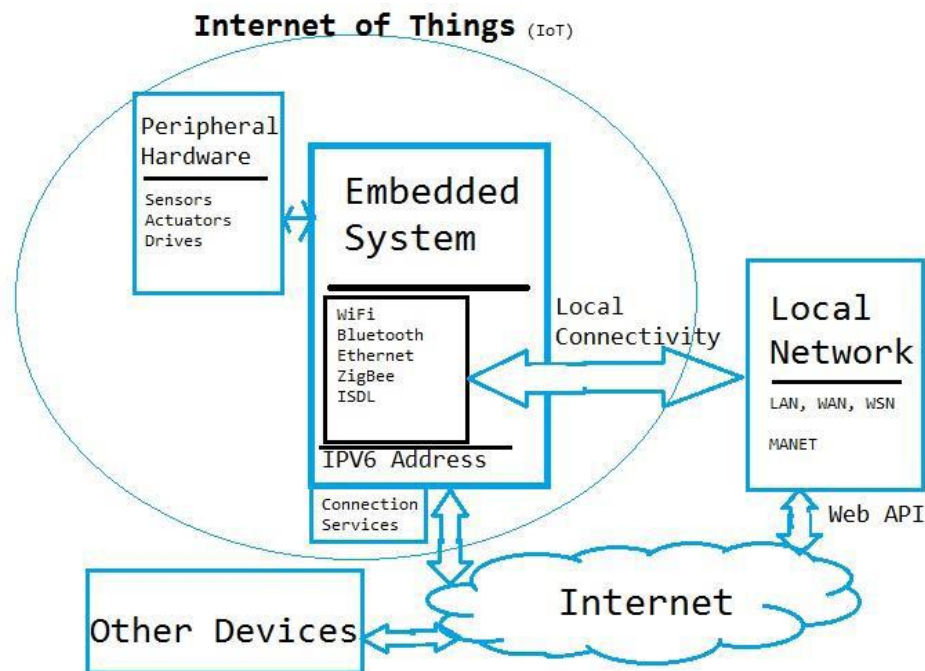 Internet of Things (IoT)
Peripheral
Hardware
Sensors
Actuators
Drives
Embedded
System
WiFi
Bluetooth
Ethernet
ZigBee
ISDL
IPV6 Address
Connection
Services
Local
Connectivity
Local
Network
LAN, WAN, WSN
MANET
Web API
Internet
Other Devices